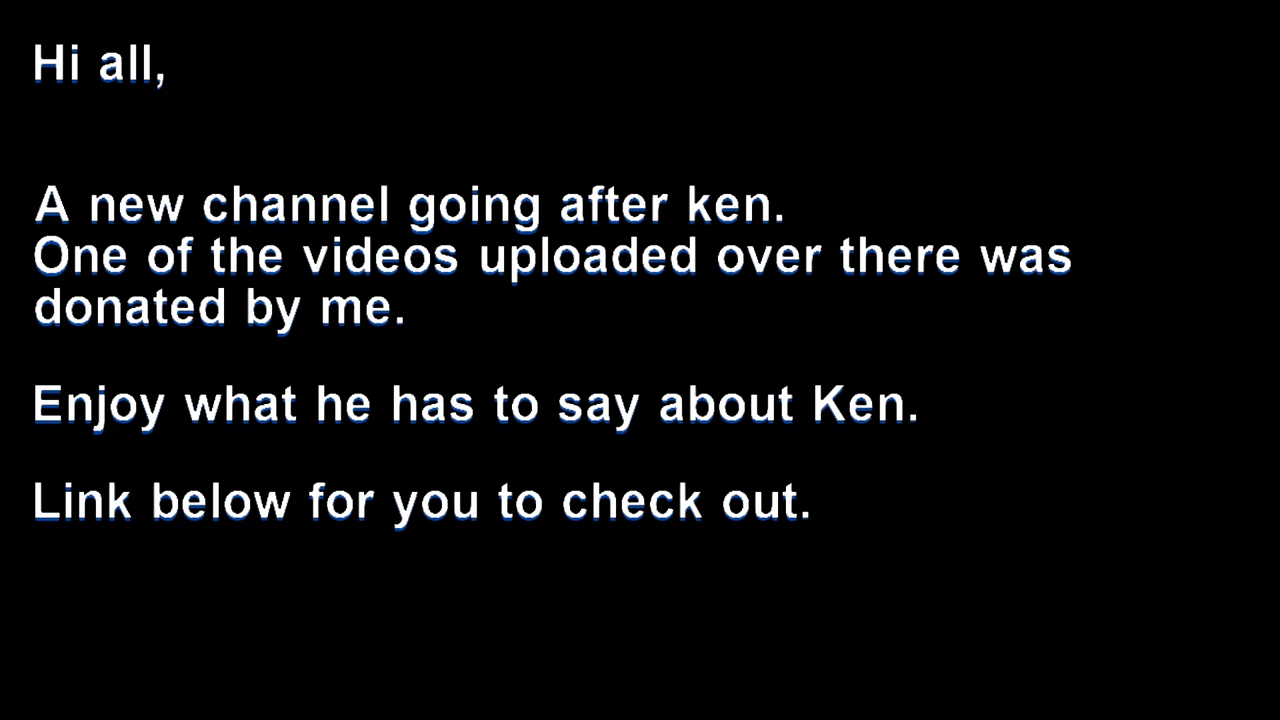 Hi all,
A new channel going after ken.
One of the videos uploaded over there was
donated by me.
Enjoy what he has to say about Ken.
Link below for you to check out.